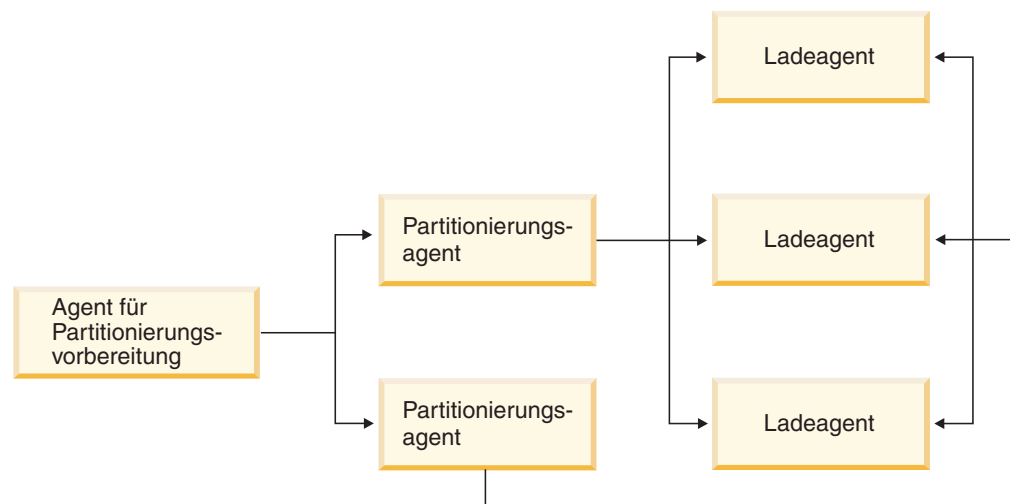 Ladeagent
Partitionierungs-
agent
Ladeagent
Agent für
Partitionierungs-
vorbereitung
Partitionierungs-
agent
Ladeagent